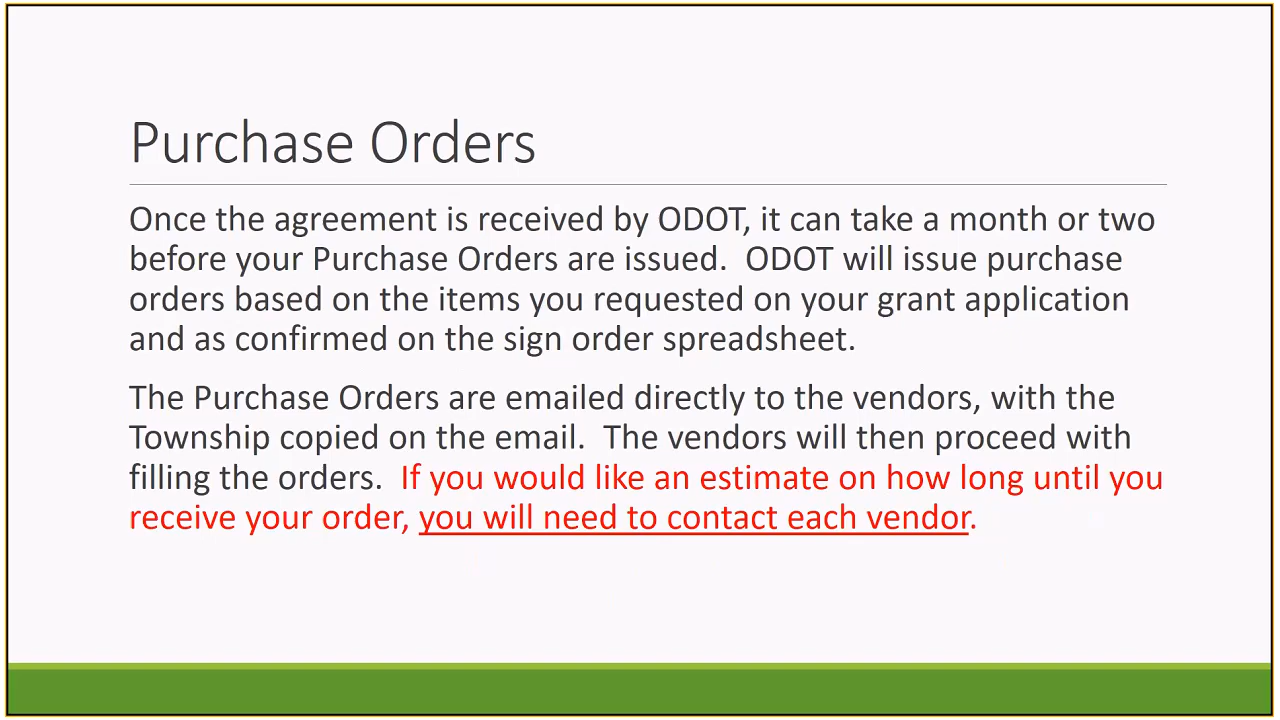 Purchase Orders
Once the agreement is received by ODOT, it can take a month or two
before your Purchase Orders are issued.  ODOT will issue purchase
orders based on the items you requested on your grant application
and as confirmed on the sign order spreadsheet.
The Purchase Orders are emailed directly to the vendors, with the
Township copied on the email.  The vendors will then proceed with
filling the orders.  If you would like an estimate on how long until you
receive your order, you will need to contact each vendor.